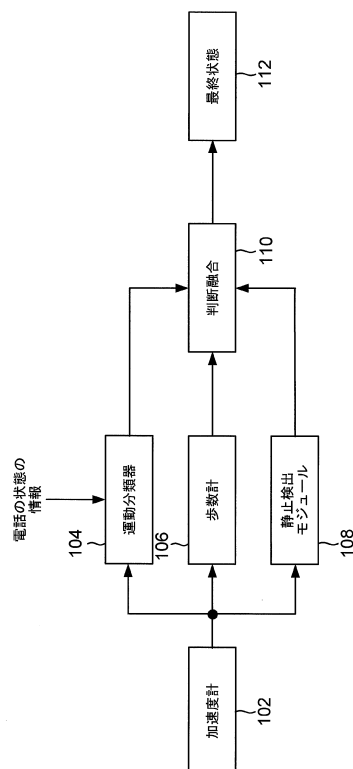 電話の状態の
情報
104
運動分類器
106
歩数計
静止検出
モジュール
108
加速度計
102
判断融合
110
最終状態
112